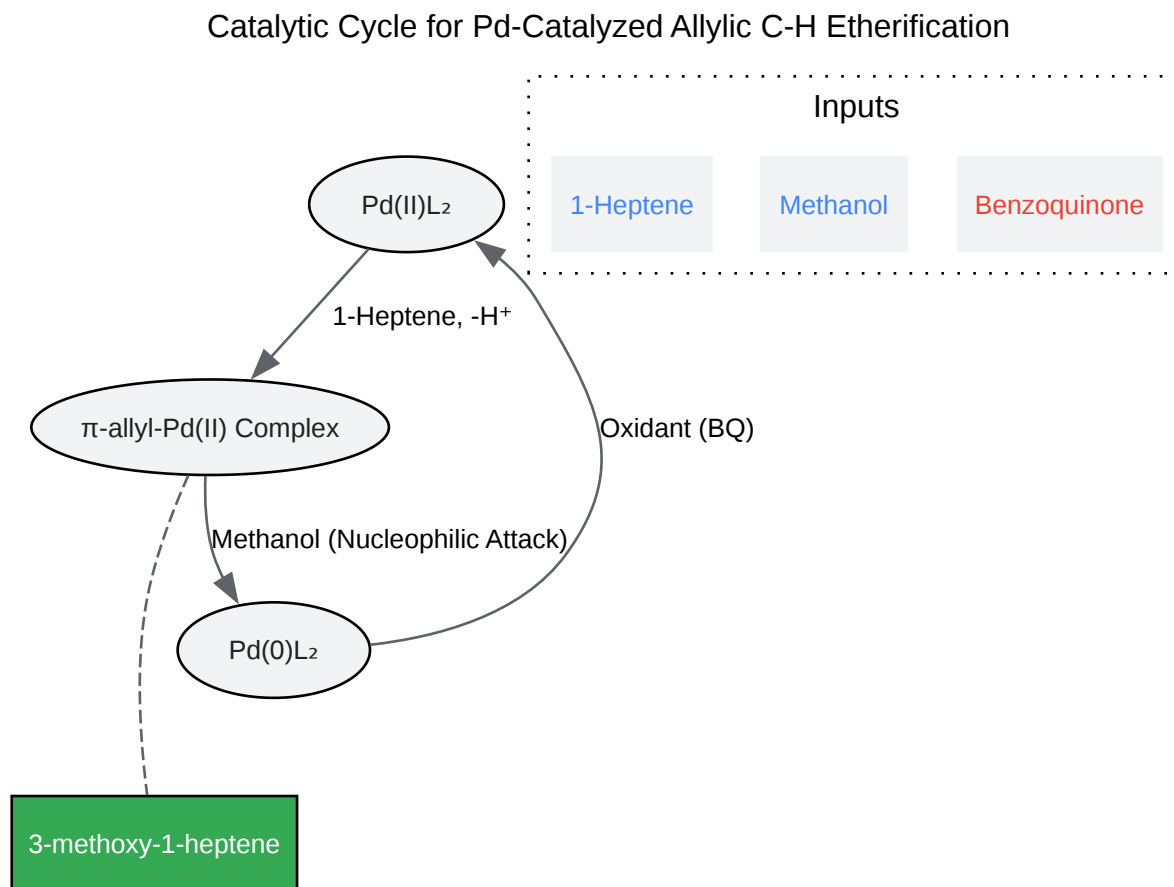 Catalytic Cycle for Pd-Catalyzed Allylic C-H Etherification
Inputs
1-Heptene
Methanol
Benzoquinone
Pd(II)L₂
1-Heptene, -H⁺
π-allyl-Pd(II) Complex
Oxidant (BQ)
Methanol (Nucleophilic Attack)
Pd(0)L₂
3-methoxy-1-heptene